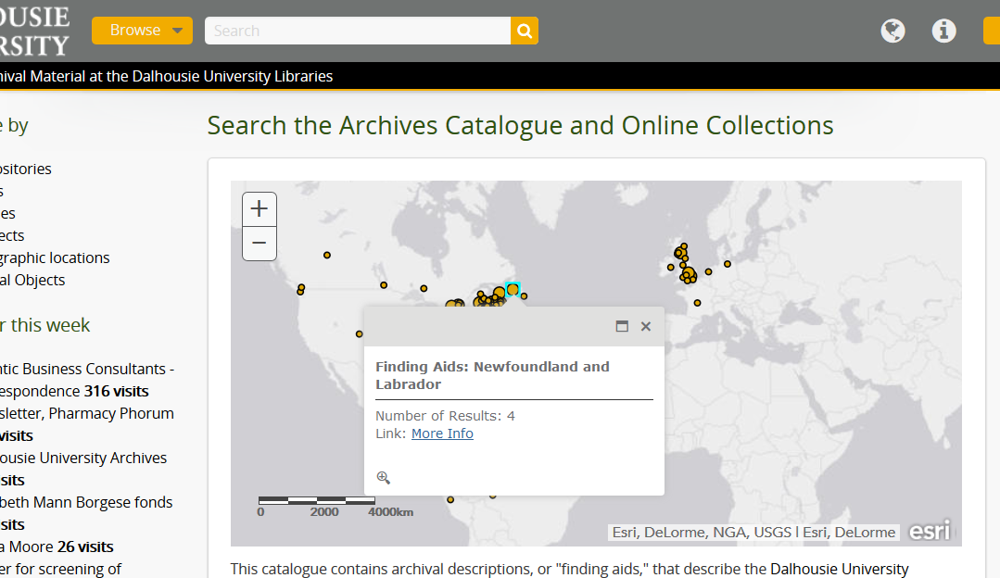 OUSIE
RSITY
Browse
Search
ival Material at the Dalhousie University Libraries
e by
Search the Archives Catalogue and Online Collections
ositories
s
es
ects
graphic locations
al Objects
r this week
ntic Business Consultants -
respondence 316 visits
sletter, Pharmacy Phorum
visits
ousie University Archives
sits
beth Mann Borgese fonds
isits
a Moore 26 visits
er for screening of
+
−
Finding Aids: Newfoundland and
Labrador
Number of Results: 4
Link: More Info
0 2000 4000km
Esri, DeLorme, NGA, USGS | Esri, DeLorme
esri
This catalogue contains archival descriptions, or "finding aids," that describe the Dalhousie University